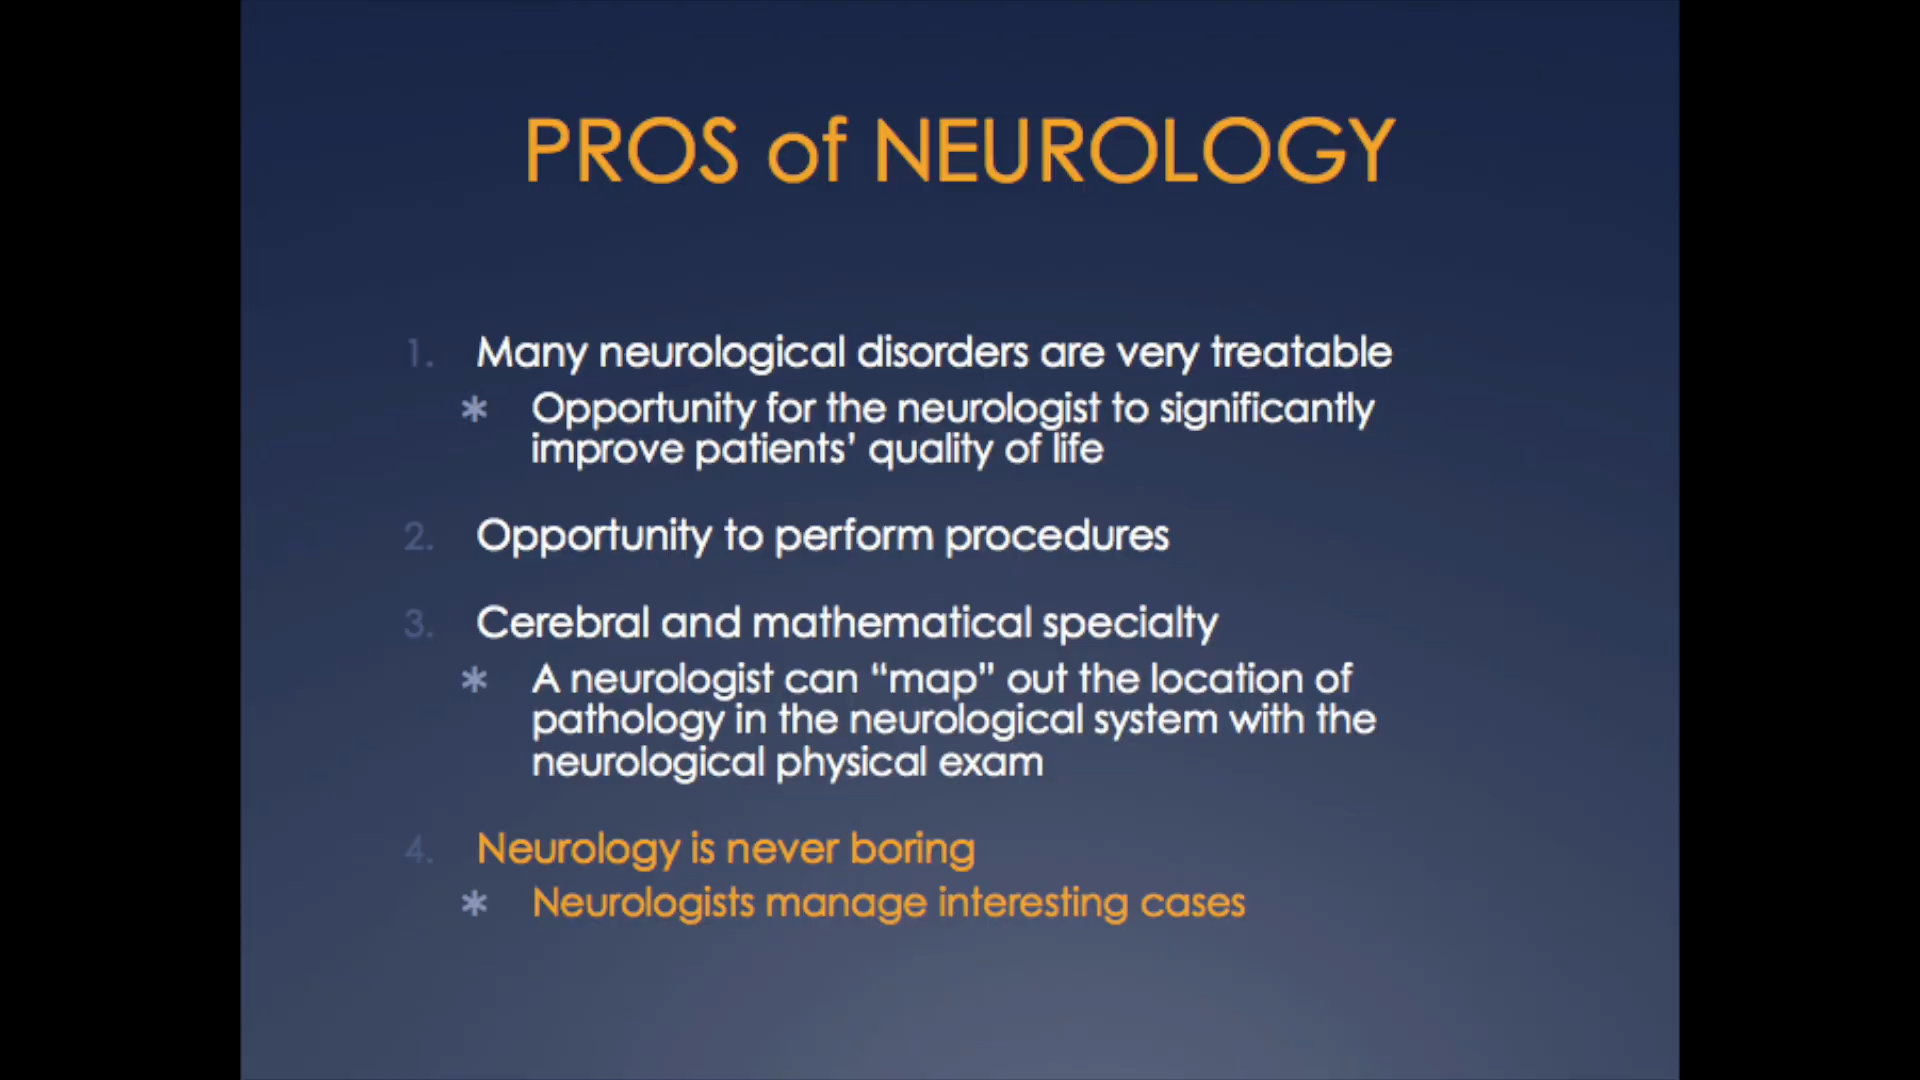 PROS of NEUROLOGY
1. Many neurological disorders are very treatable
* Opportunity for the neurologist to significantly
improve patients’ quality of life
2. Opportunity to perform procedures
3. Cerebral and mathematical specialty
* A neurologist can “map” out the location of
pathology in the neurological system with the
neurological physical exam
4. Neurology is never boring
* Neurologists manage interesting cases